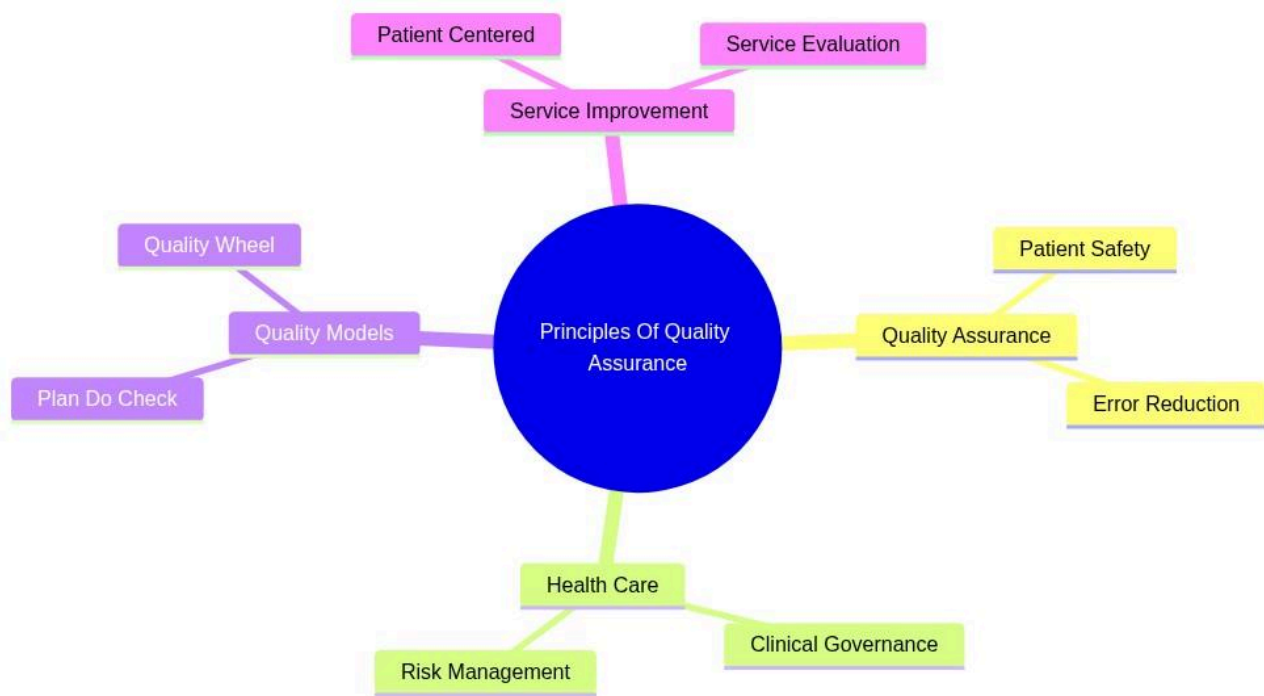 Patient Centered
Service Evaluation
Service Improvement
Quality Wheel
Patient Safety
Quality Models
Principles Of Quality
Assurance
Quality Assurance
Plan Do Check
Error Reduction
Health Care
Clinical Governance
Risk Management